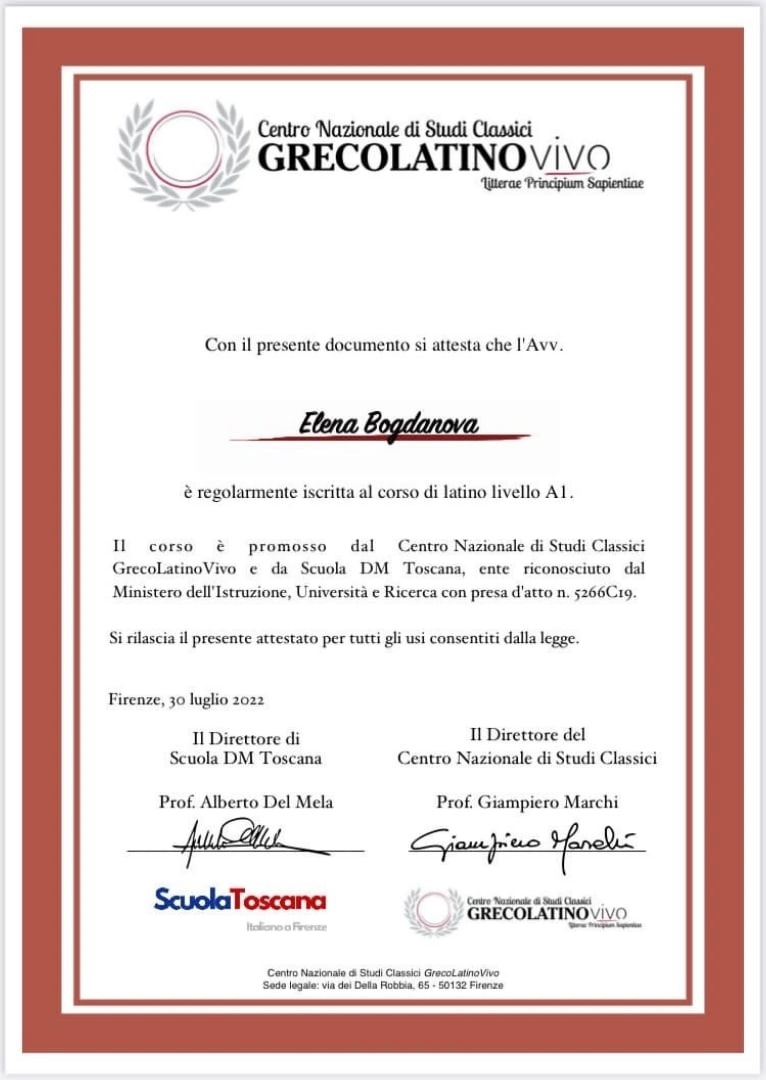 Centro Nazionale di Studi Classici
GRECOLATINOVIVO
Litterae Principium Sapientiae
Con il presente documento si attesta che l'Avv.
Elena Bogdanova
è regolarmente iscritta al corso di latino livello A1.
Il corso è promosso dal Centro Nazionale di Studi Classici
GrecoLatinoVivo e da Scuola DM Toscana, ente riconosciuto dal
Ministero dell'Istruzione, Università e Ricerca con presa d'atto n. 5266C19.
Si rilascia il presente attestato per tutti gli usi consentiti dalla legge.
Firenze, 30 luglio 2022
Il Direttore di
Scuola DM Toscana
Prof. Alberto Del Mela
Il Direttore del
Centro Nazionale di Studi Classici
Prof. Giampiero Marchi
Giampiero Marchi
ScuolaToscana
Italiano a Firenze
Centro Nazionale di Studi Classici
GRECOLATINOVIVO
Litterae Principium Sapientiae
Centro Nazionale di Studi Classici GrecoLatinoVivo
Sede legale: via dei Della Robbia, 65 - 50132 Firenze